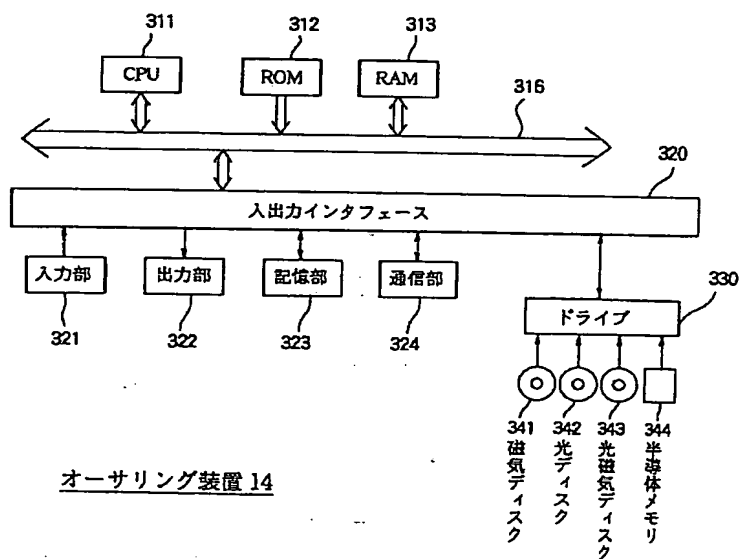 311
312
313
CPU
ROM
RAM
316
320
入出力インタフェース
入力部
出力部
記憶部
通信部
321
322
323
324
330
ドライブ
341
342
343
344
磁気ディスク
光ディスク
光磁気ディスク
半導体メモリ
オーサリング装置 14